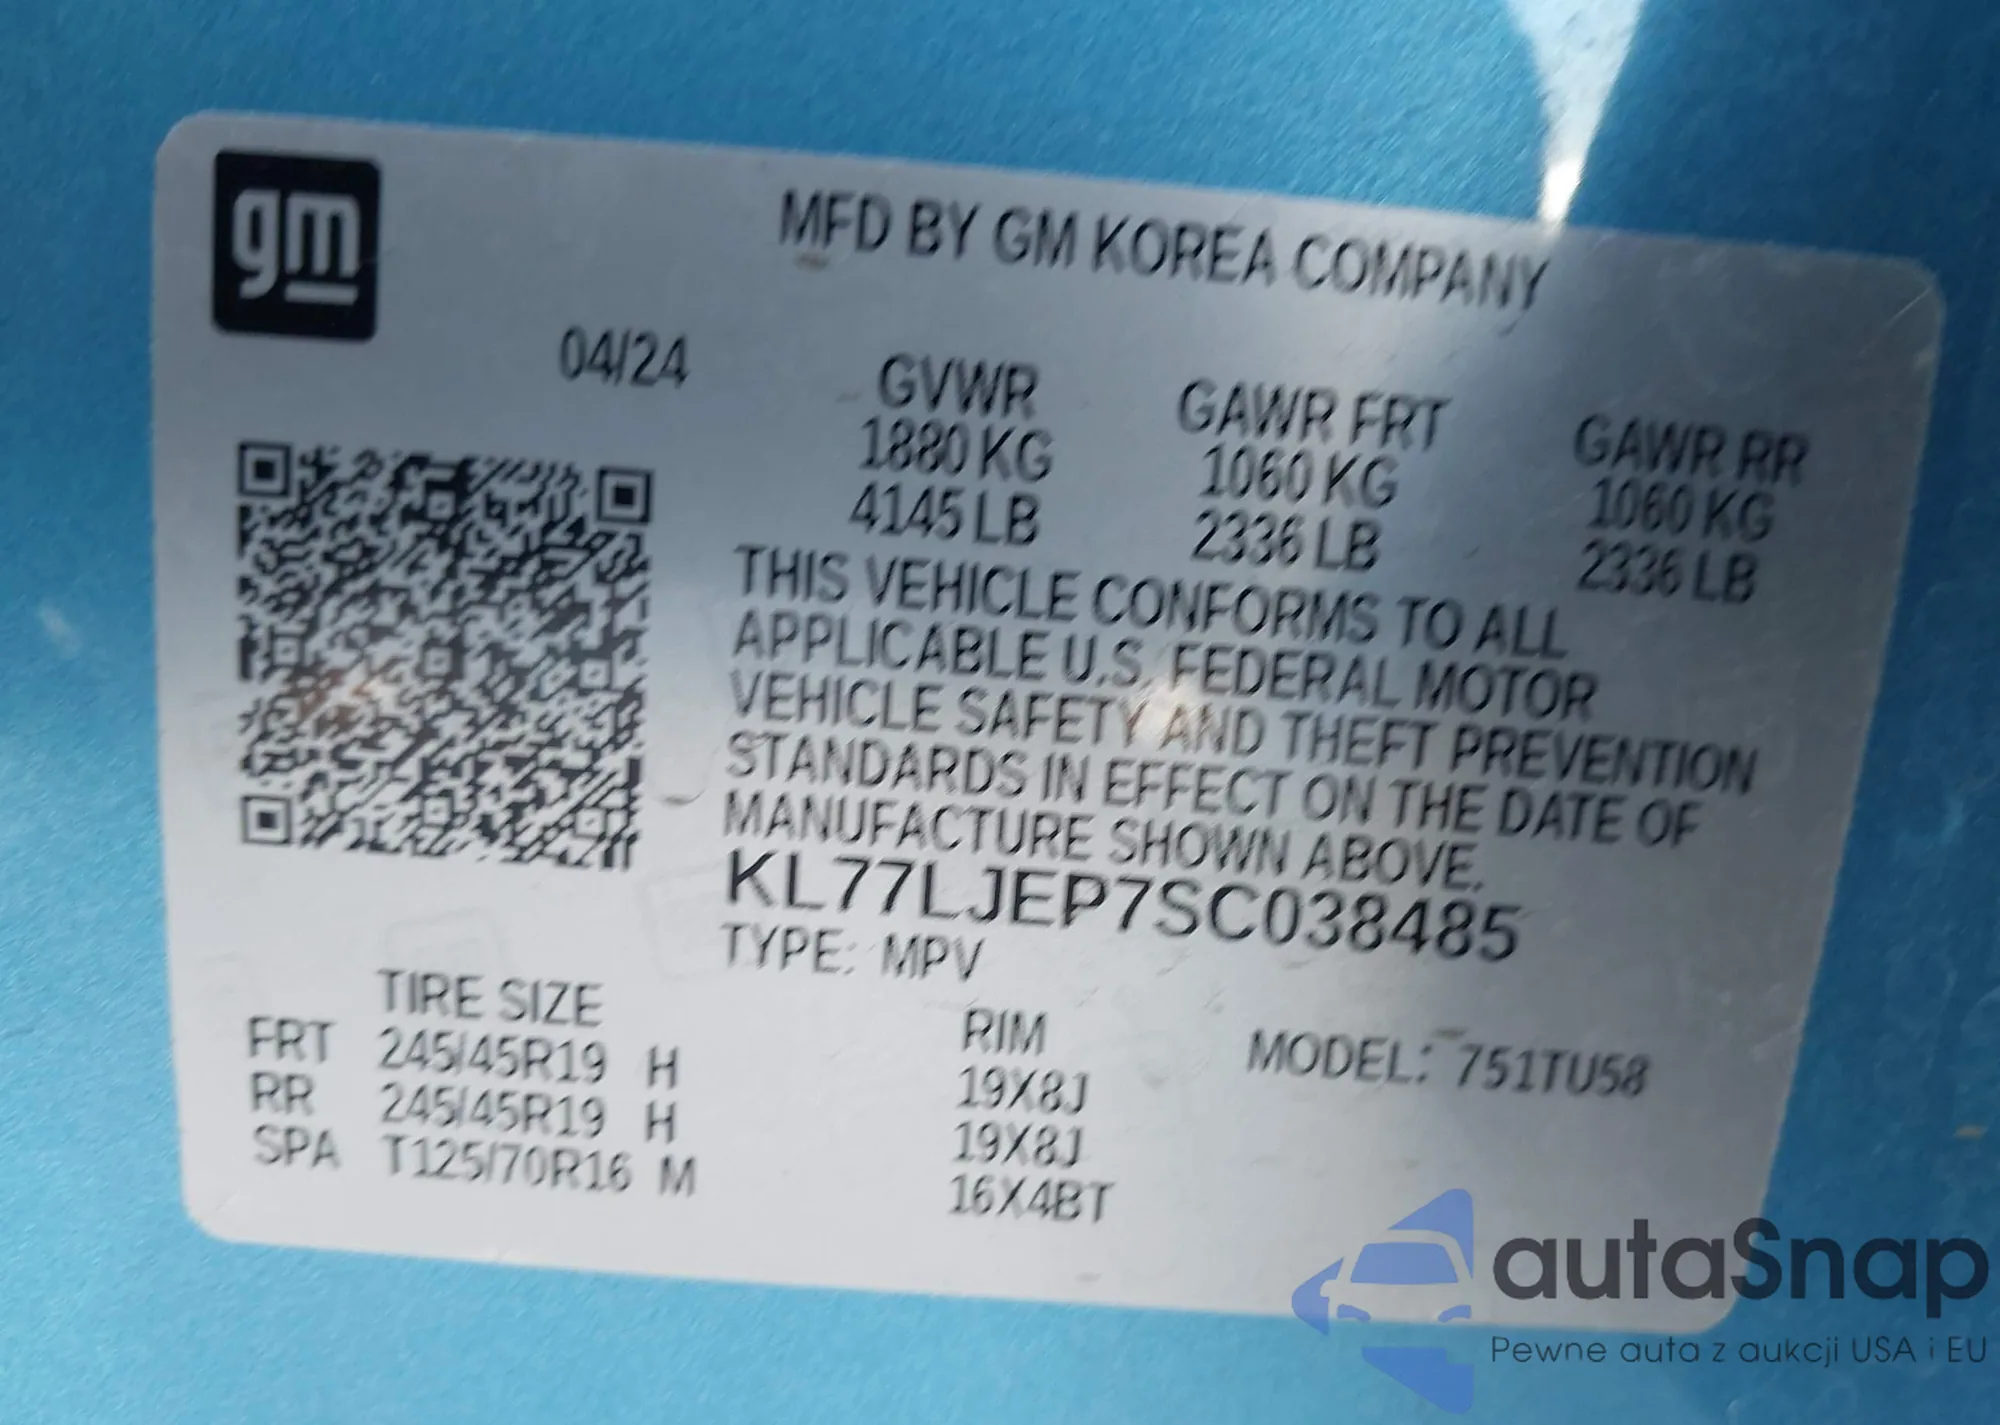 gm
MFD BY GM KOREA COMPANY
04/24
GVWR GAWR FRT GAWR RR
1880 KG 1060 KG 1060 KG
4145 LB 2336 LB 2336 LB
THIS VEHICLE CONFORMS TO ALL
APPLICABLE U.S. FEDERAL MOTOR
VEHICLE SAFETY AND THEFT PREVENTION
STANDARDS IN EFFECT ON THE DATE OF
MANUFACTURE SHOWN ABOVE.
KL77LJEP7SC038485
TYPE: MPV
TIRE SIZE RIM MODEL: 751TU58
FRT 245/45R19 H 19X8J
RR 245/45R19 H 19X8J
SPA T125/70R16 M 16X4BT
autaSnap
Pewne auta z aukcji USA i EU